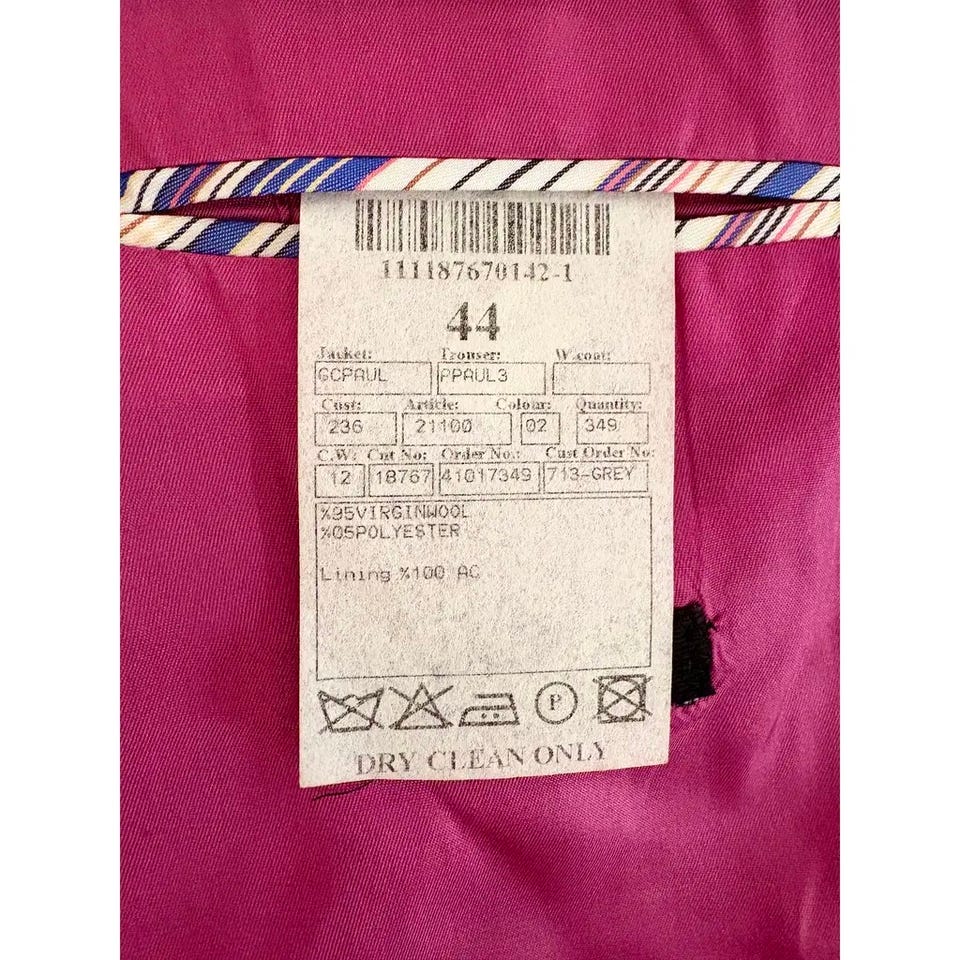 111187670142-1
44
Jacket: Trouser: W.coat:
GCPAUL PPAUL3
Cust: Article: Colour: Quantity:
236 21100 02 349
C.W: Cnt No: Order No.: Cust Order No:
12 18767 41017349 713-GREY
%95VIRGINWOOL
%05POLYESTER
Lining %100 AC
P
DRY CLEAN ONLY